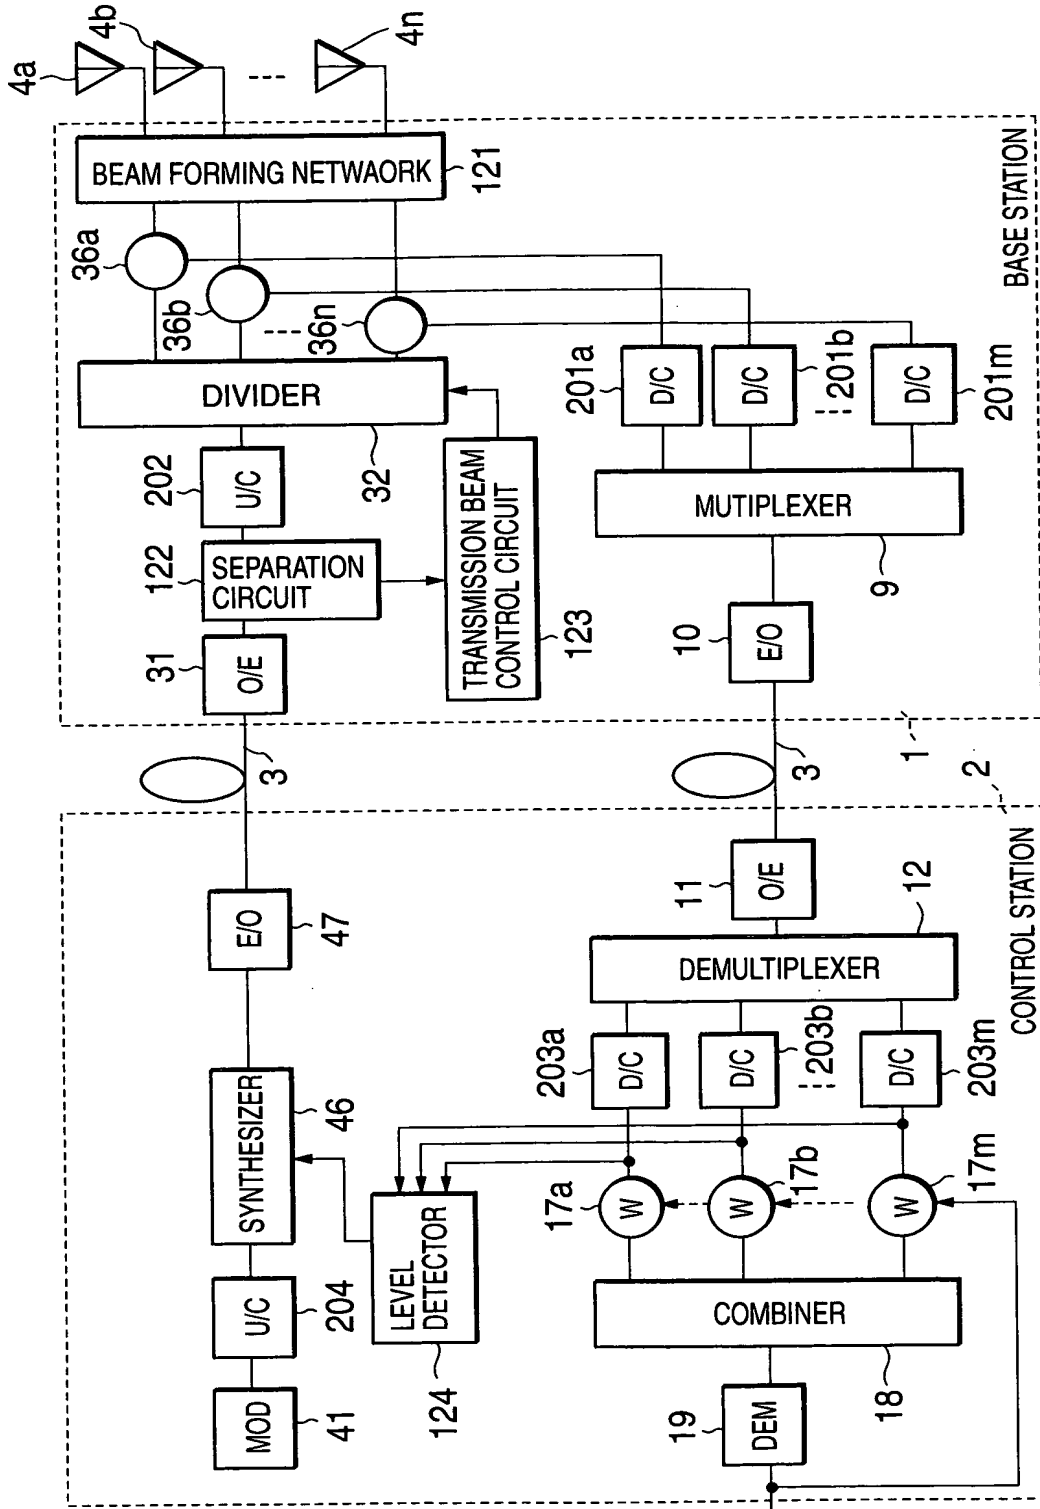 4a
4b
4n
BEAM FORMING NETWAORK
121
36a
36b
36n
DIVIDER
32
202
U/C
122
SEPARATION
CIRCUIT
31
O/E
TRANSMISSION BEAM
CONTROL CIRCUIT
123
201a
D/C
D/C
201b
D/C
201m
MUTIPLEXER
9
10
E/O
BASE STATION
3
3
1
2
CONTROL STATION
E/O
47
SYNTHESIZER
46
U/C
204
MOD
41
LEVEL
DETECTOR
124
11
O/E
12
DEMULTIPLEXER
203a
D/C
D/C
203b
D/C
203m
17a
W
W
17b
W
17m
COMBINER
18
19
DEM